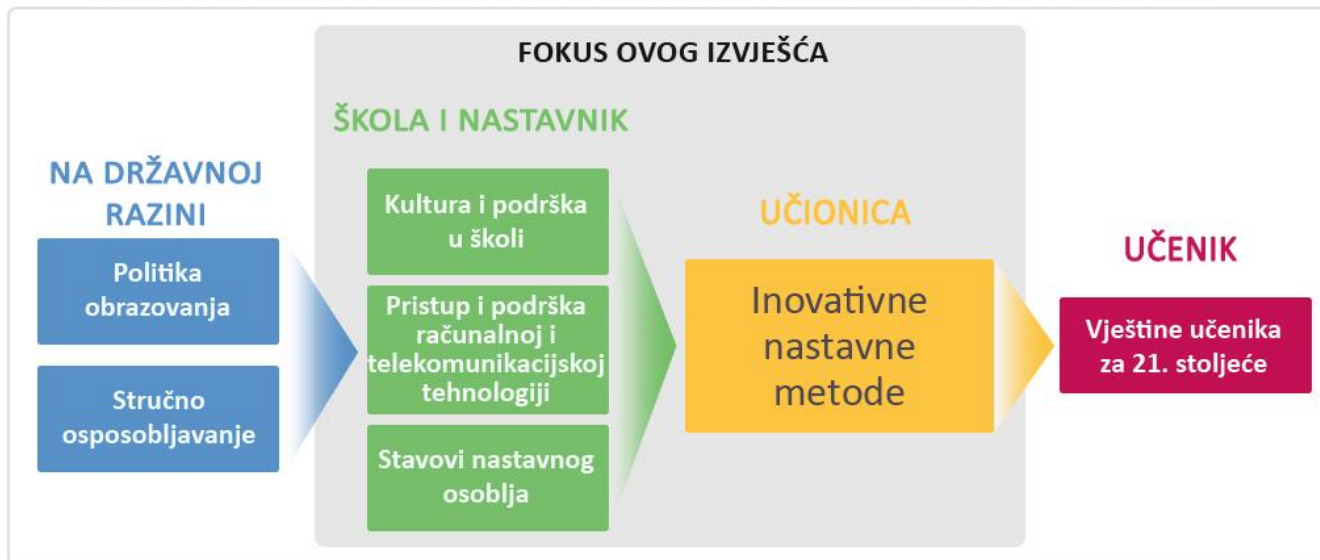 FOKUS OVOG IZVJEŠĆA
NA DRŽAVNOJ
RAZINI
Politika
obrazovanja
Stručno
osposobljavanje
ŠKOLA I NASTAVNIK
Kultura i podrška
u školi
Pristup i podrška
računalnoj i
telekomunikacijskoj
tehnologiji
Stavovi nastavnog
osoblja
UČIONICA
Inovativne
nastavne
metode
UČENIK
Vještine učenika
za 21. stoljeće